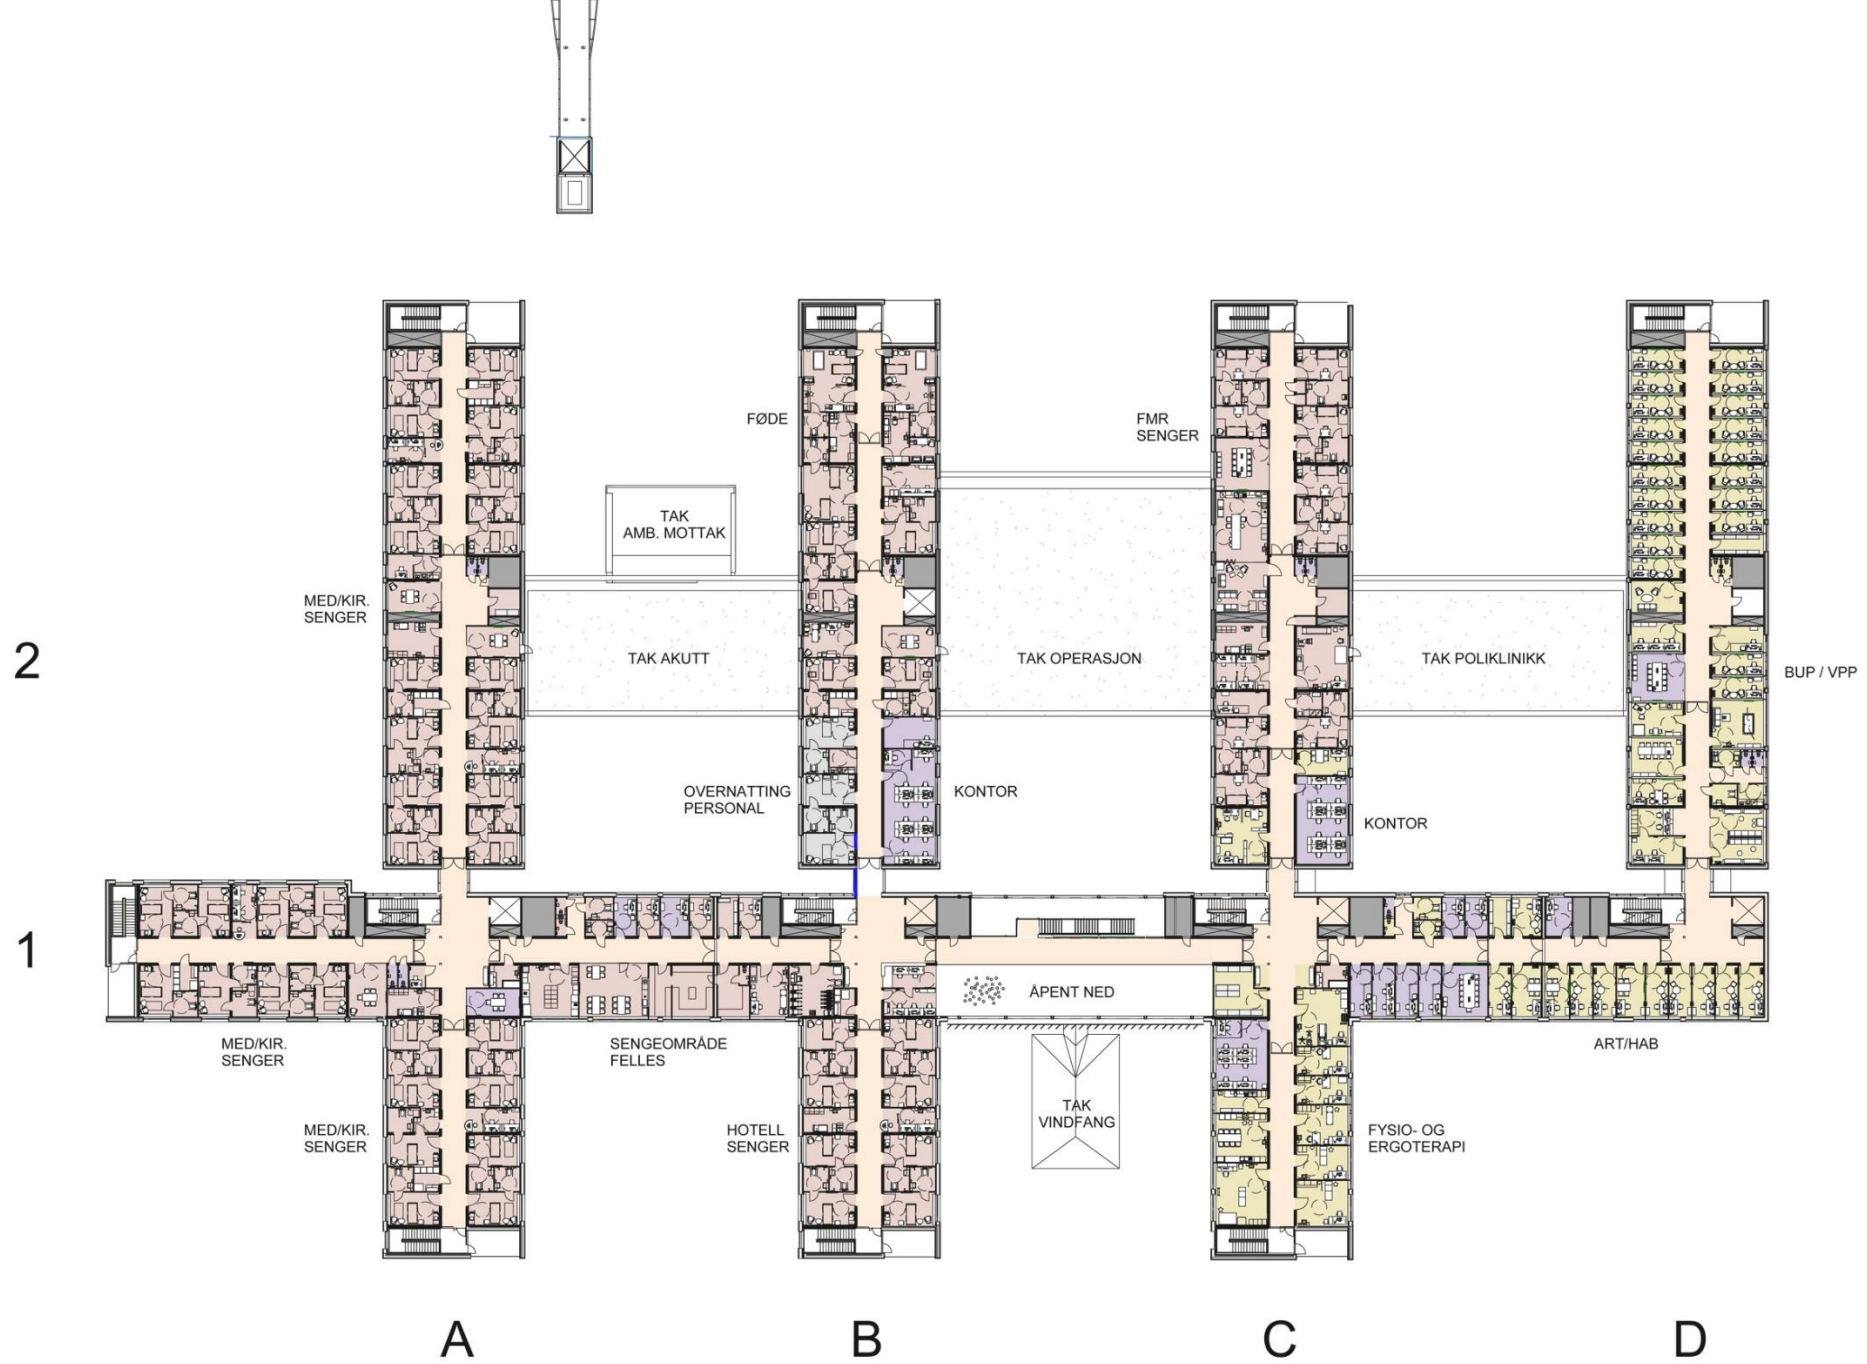 FØDE
FMR
SENGER
TAK
AMB. MOTTAK
MED/KIR.
SENGER
2
TAK AKUTT
TAK OPERASJON
TAK POLIKLINIKK
BUP / VPP
OVERNATTING
PERSONAL
KONTOR
KONTOR
1
ÅPENT NED
MED/KIR.
SENGER
SENGEOMRÅDE
FELLES
ART/HAB
TAK
VINDFANG
MED/KIR.
SENGER
HOTELL
SENGER
FYSIO- OG
ERGOTERAPI
A
B
C
D